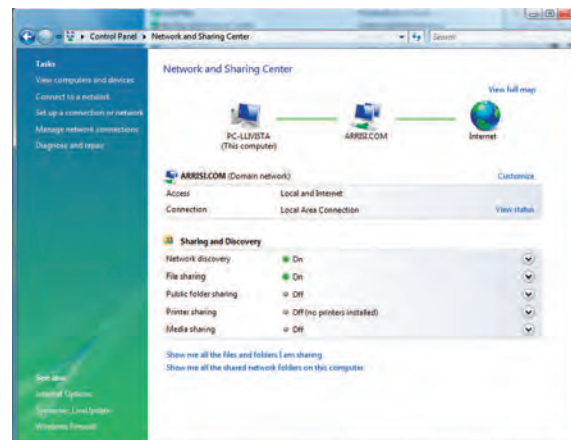 Control Panel ▸ Network and Sharing Center
Search
Tasks
View computers and devices
Connect to a network
Set up a connection or network
Manage network connections
Diagnose and repair
Network and Sharing Center
View full map
PC-LLIVISTA
(This computer)
ARRISI.COM
Internet
ARRISI.COM (Domain network)
Customize
Access
Local and Internet
Connection
Local Area Connection
View status
Sharing and Discovery
Network discovery
On
File sharing
On
Public folder sharing
Off
Printer sharing
Off (no printers installed)
Media sharing
Off
Show me all the files and folders I am sharing
Show me all the shared network folders on this computer
See also
Internet Options
Symantec LiveUpdate
Windows Firewall